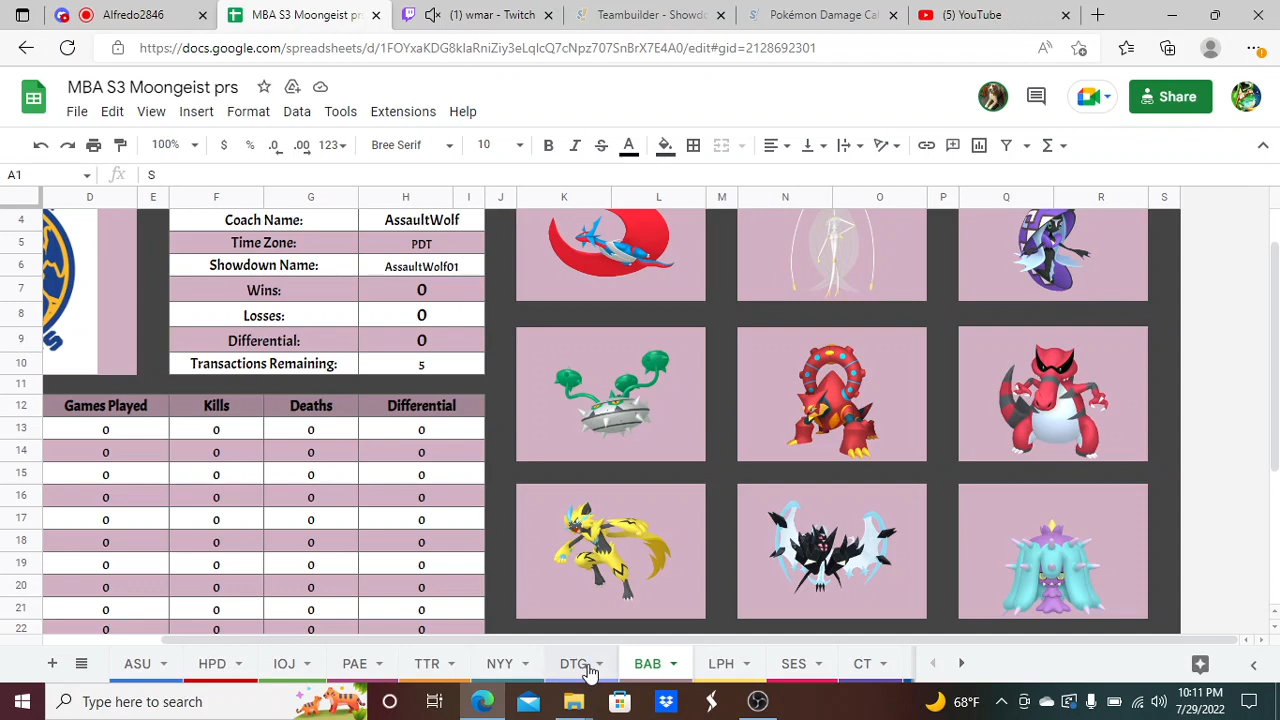 Alfredo2846
MBA S3 Moongeist prs
(1) wmar - Twitch
Teambuilder - Showdo
Pokémon Damage Cal
(5) YouTube
https://docs.google.com/spreadsheets/d/1FOYxaKDG8kIaRniZiy3eLqlcQ7cNpz707SnBrX7E4A0/edit#gid=2128692301
MBA S3 Moongeist prs
File Edit View Insert Format Data Tools Extensions Help
Share
100% $ % .0 .00 123 Bree Serif 10 B I S A
A1 fx S
D E F G H I J K L M N O P Q R S
4 Coach Name: AssaultWolf
5 Time Zone: PDT
6 Showdown Name: AssaultWolf01
7 Wins: 0
8 Losses: 0
9 Differential: 0
10 Transactions Remaining: 5
11
12 Games Played Kills Deaths Differential
13 0 0 0 0
14 0 0 0 0
15 0 0 0 0
16 0 0 0 0
17 0 0 0 0
18 0 0 0 0
19 0 0 0 0
20 0 0 0 0
21 0 0 0 0
22 0 0 0 0
ASU HPD IOJ PAE TTR NYY DTG BAB LPH SES CT
Type here to search
68°F
10:11 PM
7/29/2022